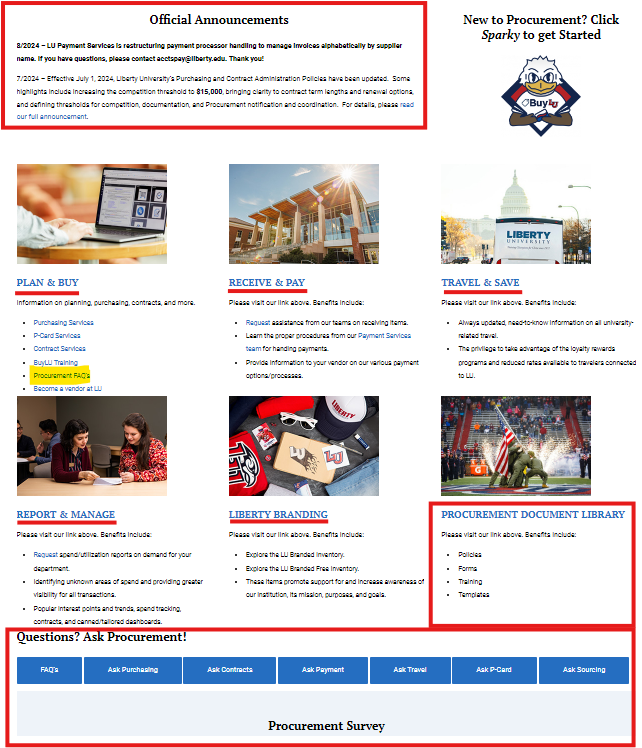 Official Announcements
8/2024 – LU Payment Services is restructuring payment processor handling to manage invoices alphabetically by supplier
name. If you have questions, please contact acctspay@liberty.edu. Thank you!
7/2024 – Effective July 1, 2024, Liberty University's Purchasing and Contract Administration Policies have been updated. Some
highlights include increasing the competition threshold to $15,000, bringing clarity to contract term lengths and renewal options,
and defining thresholds for competition, documentation, and Procurement notification and coordination. For details, please read
our full announcement.
New to Procurement? Click
Sparky to get Started
BuyLU
LIBERTY
UNIVERSITY
PLAN & BUY
Information on planning, purchasing, contracts, and more.
Purchasing Services
P-Card Services
Contract Services
BuyLU Training
Procurement FAQ's
Become a vendor at LU
RECEIVE & PAY
Please visit our link above. Benefits include:
Request assistance from our teams on receiving items.
Learn the proper procedures from our Payment Services
team for handling payments.
Provide information to your vendor on our various payment
options/processes.
TRAVEL & SAVE
Please visit our link above. Benefits include:
Always updated, need-to-know information on all university-
related travel.
The privilege to take advantage of the loyalty rewards
programs and reduced rates available to travelers connected
to LU.
LIBERTY
LU
REPORT & MANAGE
Please visit our link above. Benefits include:
Request spend/utilization reports on demand for your
department.
Identifying unknown areas of spend and providing greater
visibility for all transactions.
Popular interest points and trends, spend tracking,
contracts, and canned/tailored dashboards.
LIBERTY BRANDING
Please visit our link above. Benefits include:
Explore the LU Branded Inventory.
Explore the LU Branded Free Inventory.
These items promote support for and increase awareness of
our institution, its mission, purposes, and goals.
PROCUREMENT DOCUMENT LIBRARY
Please visit our link above. Benefits include:
Policies
Forms
Training
Templates
Questions? Ask Procurement!
FAQ's
Ask Purchasing
Ask Contracts
Ask Payment
Ask Travel
Ask P-Card
Ask Sourcing
Procurement Survey